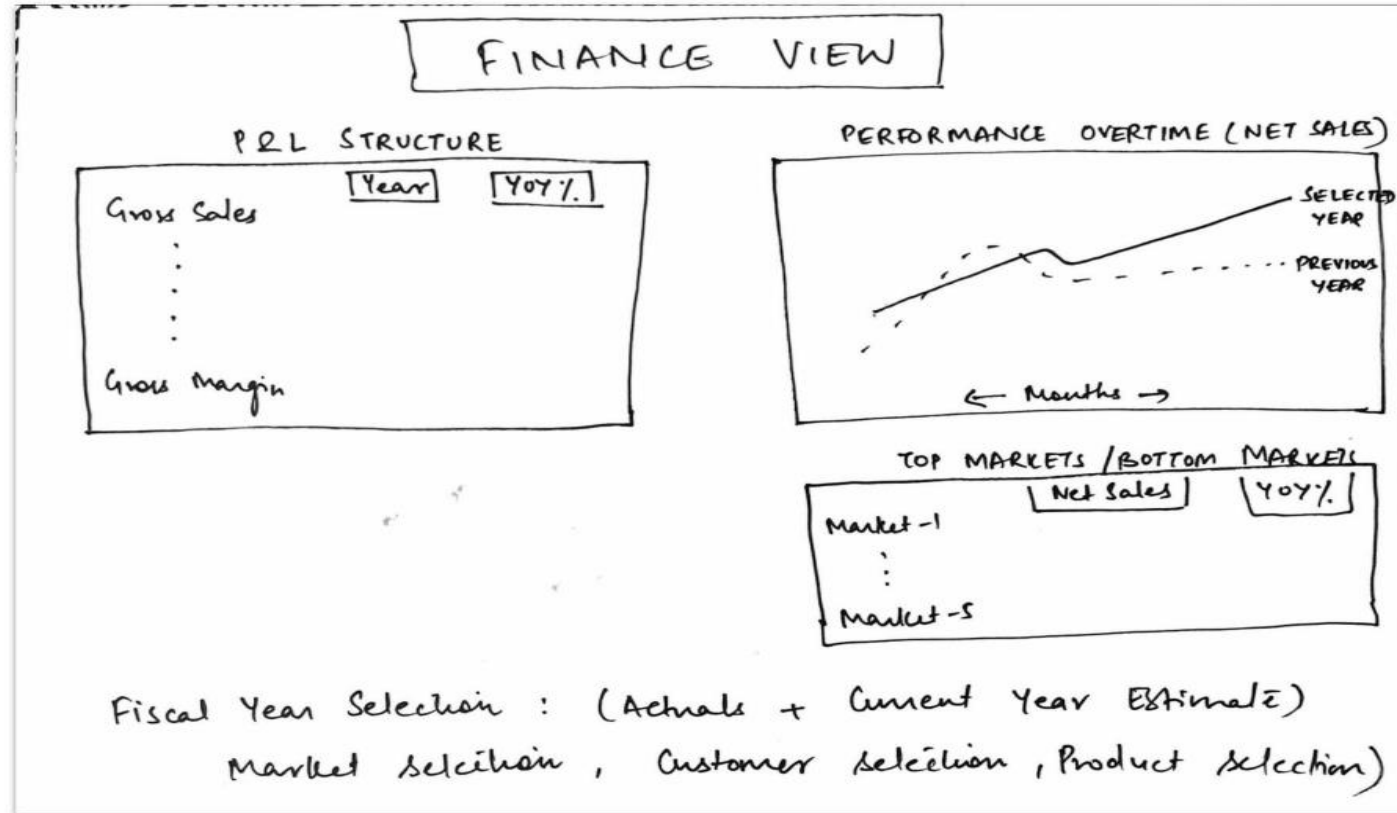 FINANCE VIEW
P&L STRUCTURE
Year
YOY%
Gross Sales
Gross Margin
PERFORMANCE OVERTIME (NET SALES)
SELECTED
YEAR
PREVIOUS
YEAR
← Months →
TOP MARKETS / BOTTOM MARKETS
Net Sales
YOY%
Market-1
Market-5
Fiscal Year Selection : (Actuals + Current Year Estimate)
Market selection, Customer selection, Product selection)